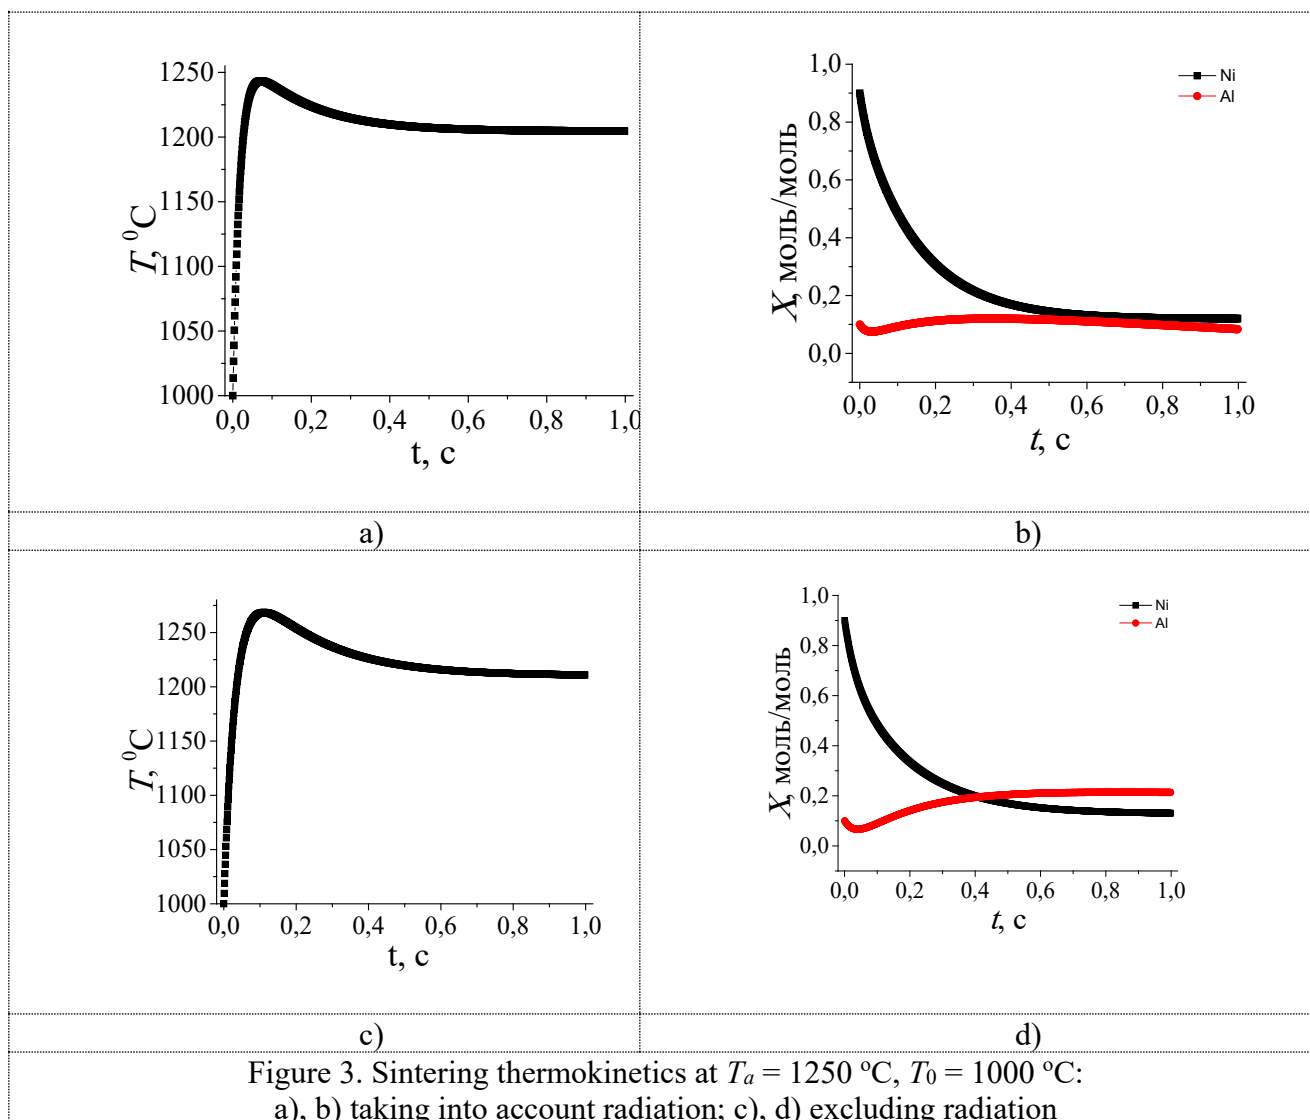 1250
1200
1150
1100
1050
1000
T, ⁰C
0,0 0,2 0,4 0,6 0,8 1,0
t, c
1,0
0,8
0,6
0,4
0,2
0,0
X, моль/моль
Ni
Al
0,0 0,2 0,4 0,6 0,8 1,0
t, c
a) b)
1250
1200
1150
1100
1050
1000
T, ⁰C
0,0 0,2 0,4 0,6 0,8 1,0
t, c
1,0
0,8
0,6
0,4
0,2
0,0
X, моль/моль
Ni
Al
0,0 0,2 0,4 0,6 0,8 1,0
t, c
c) d)
Figure 3. Sintering thermokinetics at Ta = 1250 ºC, T0 = 1000 ºC:
a), b) taking into account radiation; c), d) excluding radiation